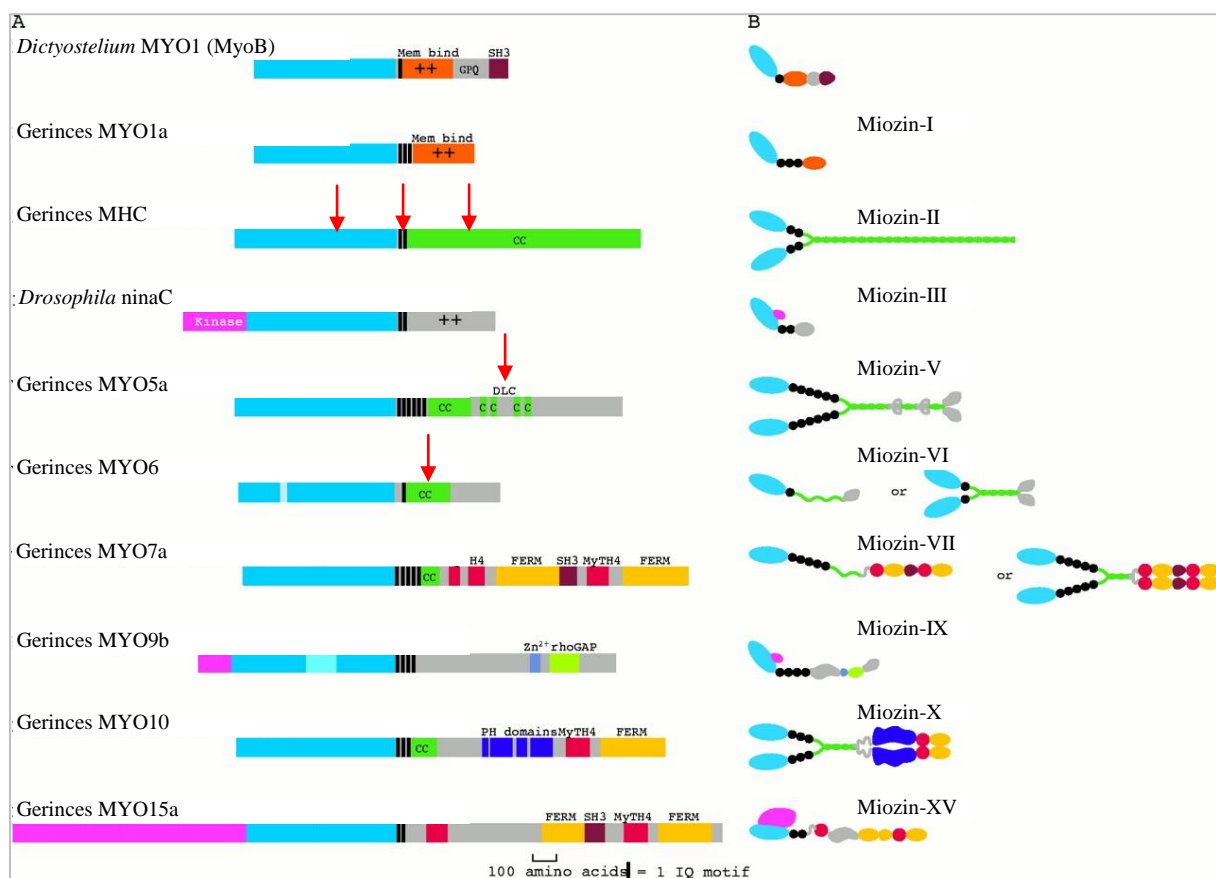 A
B
Dictyostelium MYO1 (MyoB)
Mem bind SH3
++ GPQ
Gerinces MYO1a
Miozin-I
Mem bind
++
Gerinces MHC
Miozin-II
CC
Drosophila ninaC
Miozin-III
Kinase ++
Gerinces MYO5a
Miozin-V
DLC
CC C C C C
Gerinces MYO6
Miozin-VI
CC
or
Gerinces MYO7a
Miozin-VII
H4 FERM SH3 MyTH4 FERM
CC
or
Gerinces MYO9b
Miozin-IX
Zn2+ rhoGAP
Gerinces MYO10
Miozin-X
PH domains MyTH4 FERM
CC
Gerinces MYO15a
Miozin-XV
FERM SH3 MyTH4 FERM
100 amino acids = 1 IQ motif